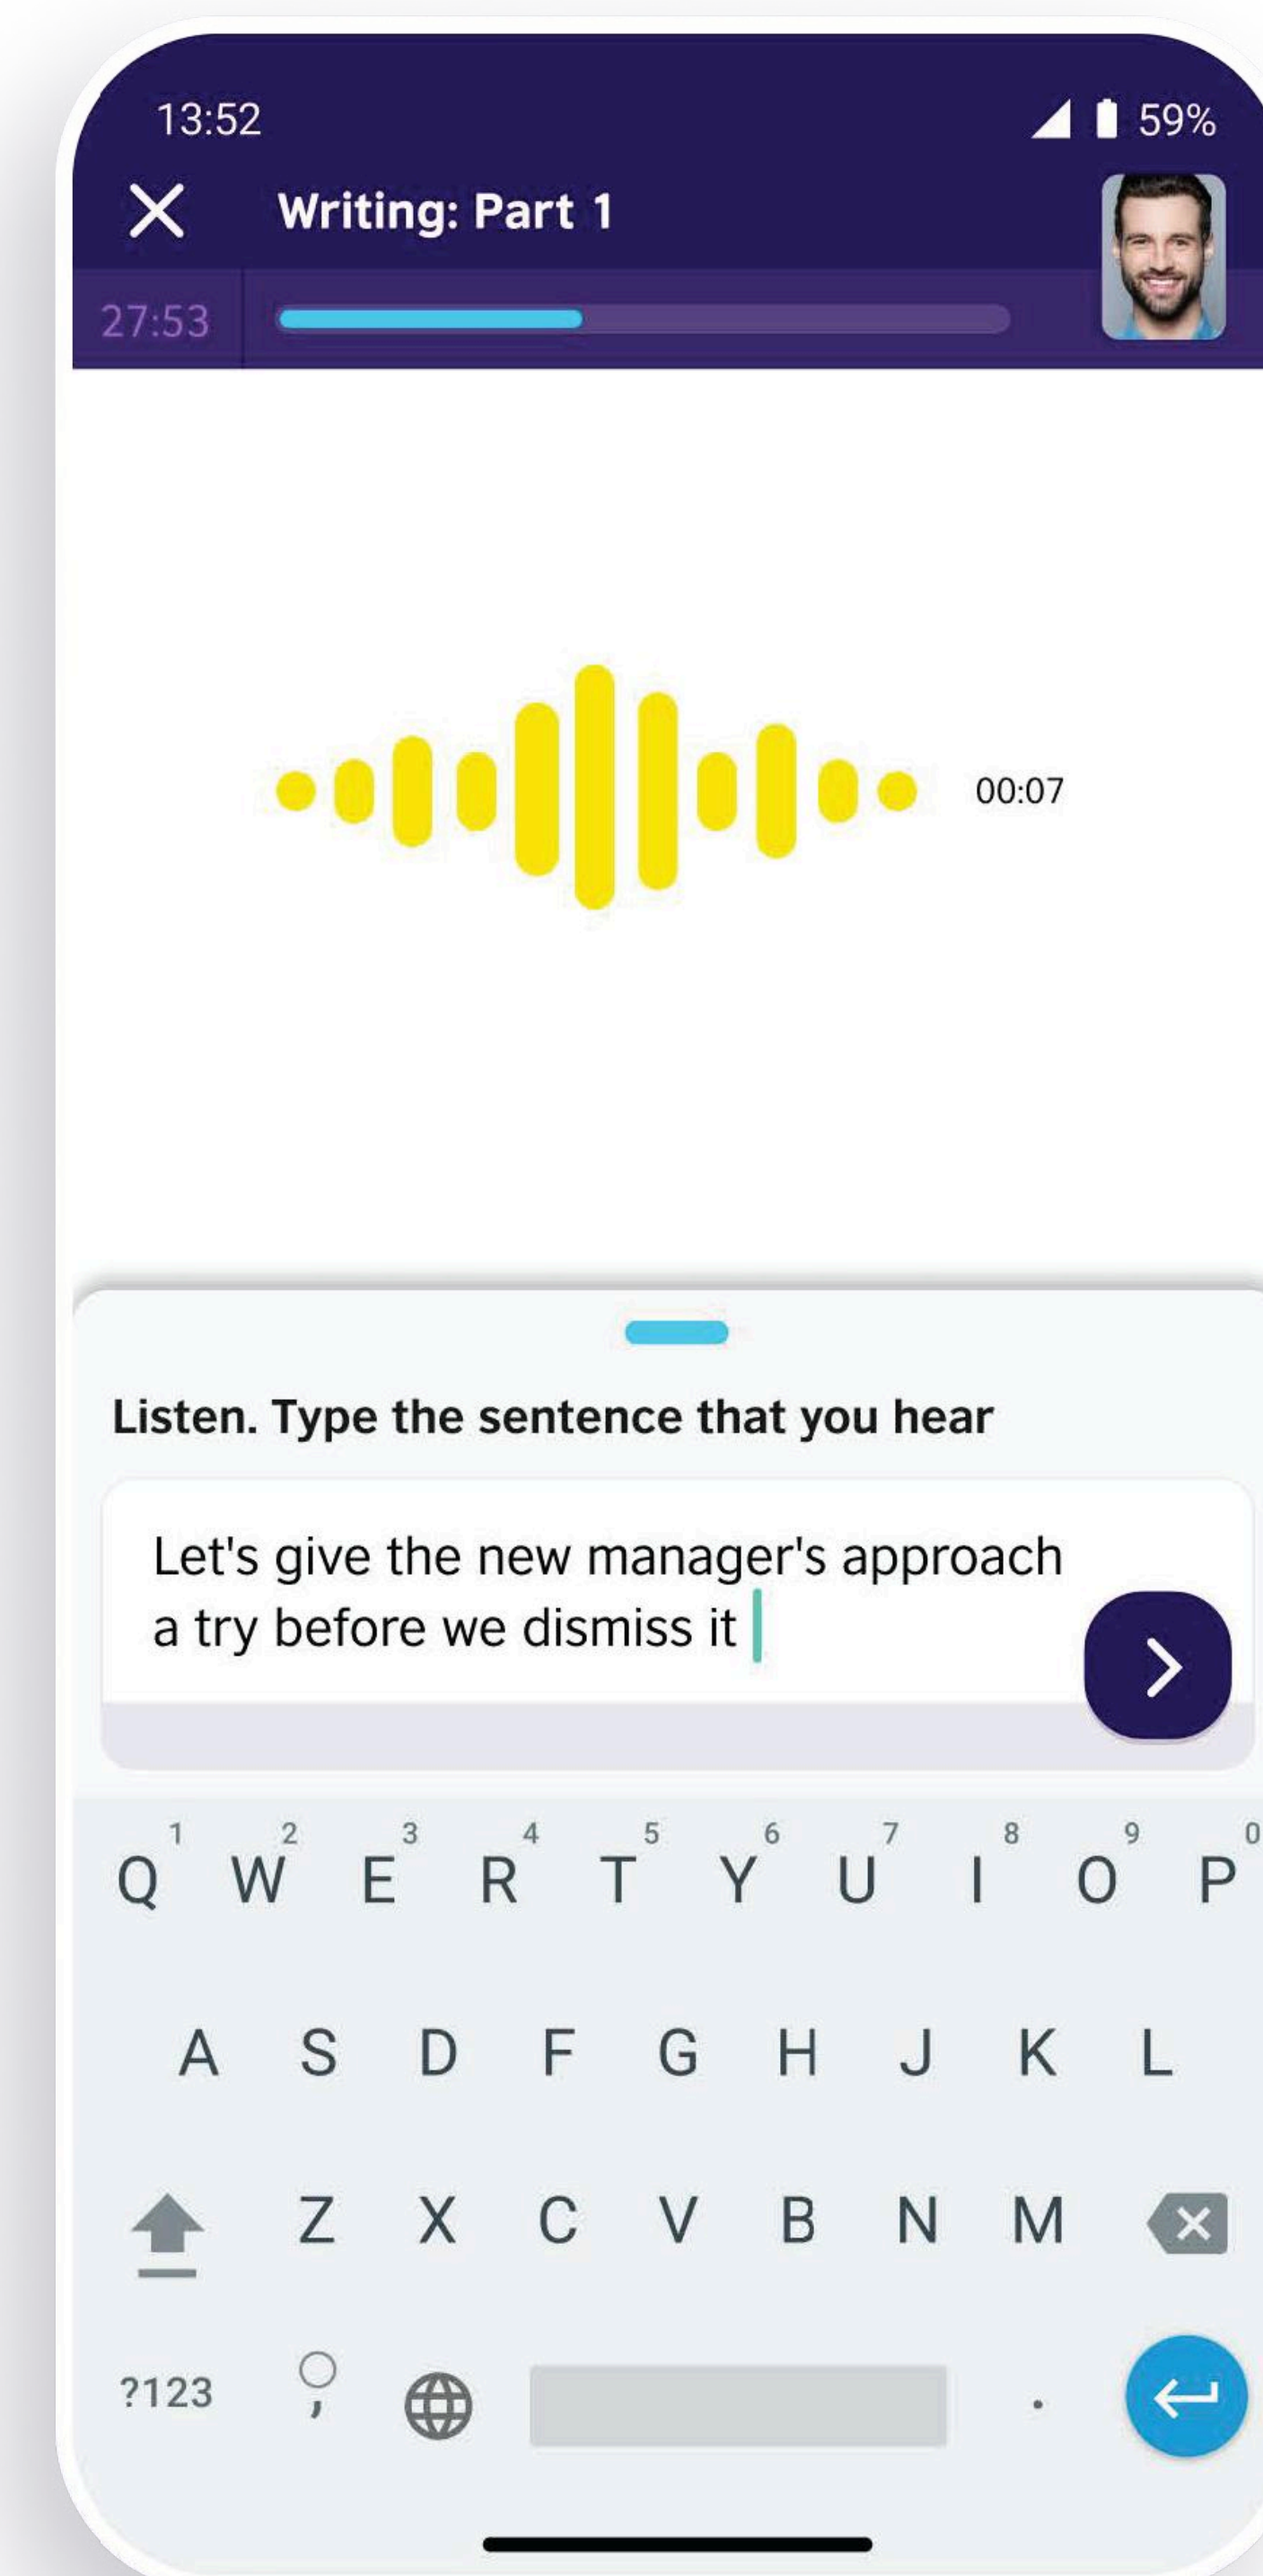 13:52 59%
Writing: Part 1
27:53
00:07
Listen. Type the sentence that you hear
Let's give the new manager's approach
a try before we dismiss it
1 2 3 4 5 6 7 8 9 0
Q W E R T Y U I O P
A S D F G H J K L
Z X C V B N M
?123 , .